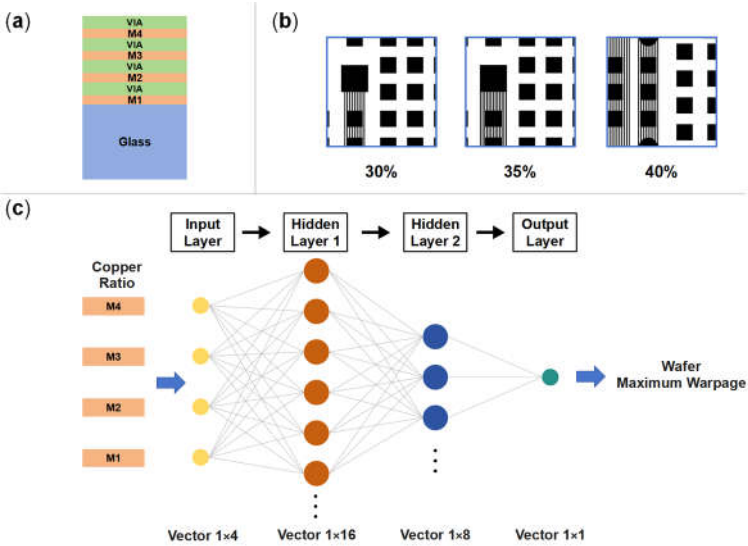 (a)
VIA
M4
VIA
M3
VIA
M2
VIA
M1
Glass
(b)
30%
35%
40%
(c)
Input
Layer
Hidden
Layer 1
Hidden
Layer 2
Output
Layer
Copper
Ratio
M4
M3
M2
M1
Wafer
Maximum Warpage
Vector 1×4
Vector 1×16
Vector 1×8
Vector 1×1